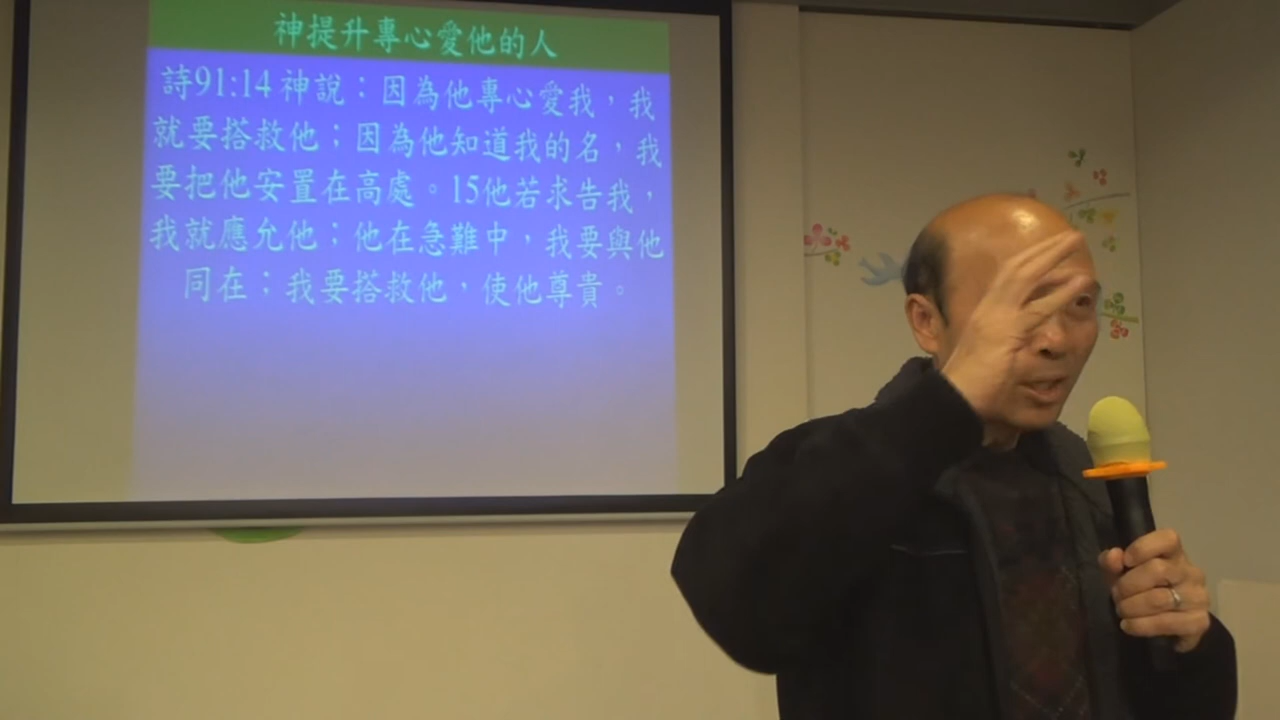 神提升專心愛他的人
詩91:14 神說：因為他專心愛我，我
就要搭救他；因為他知道我的名，我
要把他安置在高處。15他若求告我，
我就應允他；他在急難中，我要與他
同在；我要搭救他，使他尊貴。